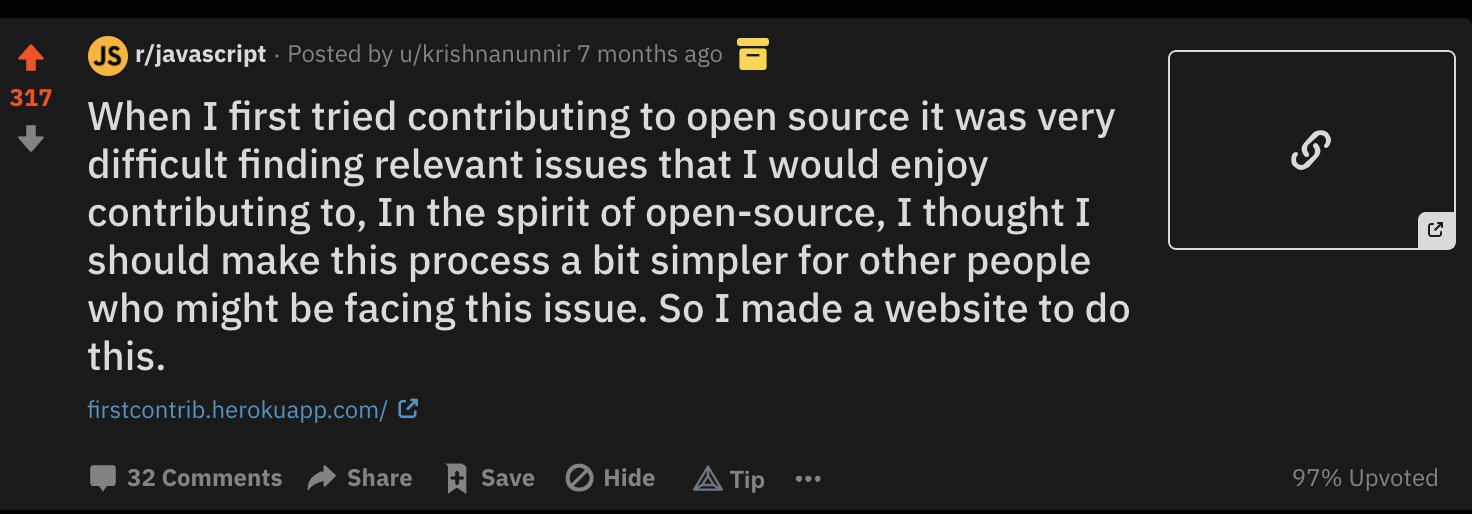 JS r/javascript · Posted by u/krishnanunnir 7 months ago
317
When I first tried contributing to open source it was very
difficult finding relevant issues that I would enjoy
contributing to, In the spirit of open-source, I thought I
should make this process a bit simpler for other people
who might be facing this issue. So I made a website to do
this.
firstcontrib.herokuapp.com/
32 Comments Share Save Hide Tip ••• 97% Upvoted